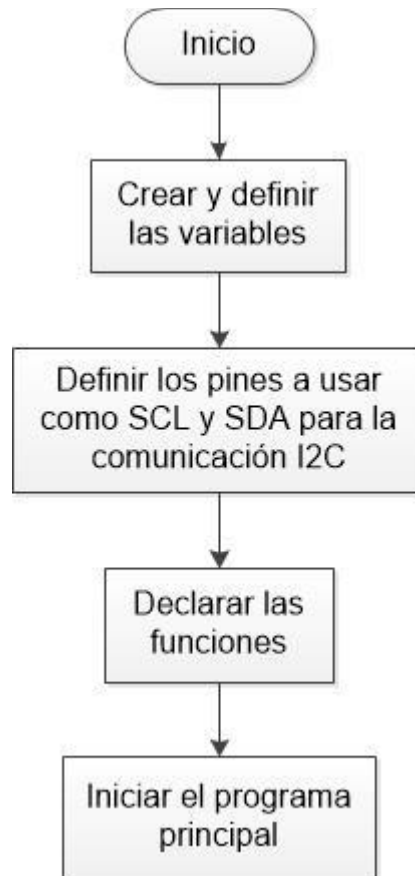 Inicio
Crear y definir
las variables
Definir los pines a usar
como SCL y SDA para la
comunicación I2C
Declarar las
funciones
Iniciar el programa
principal